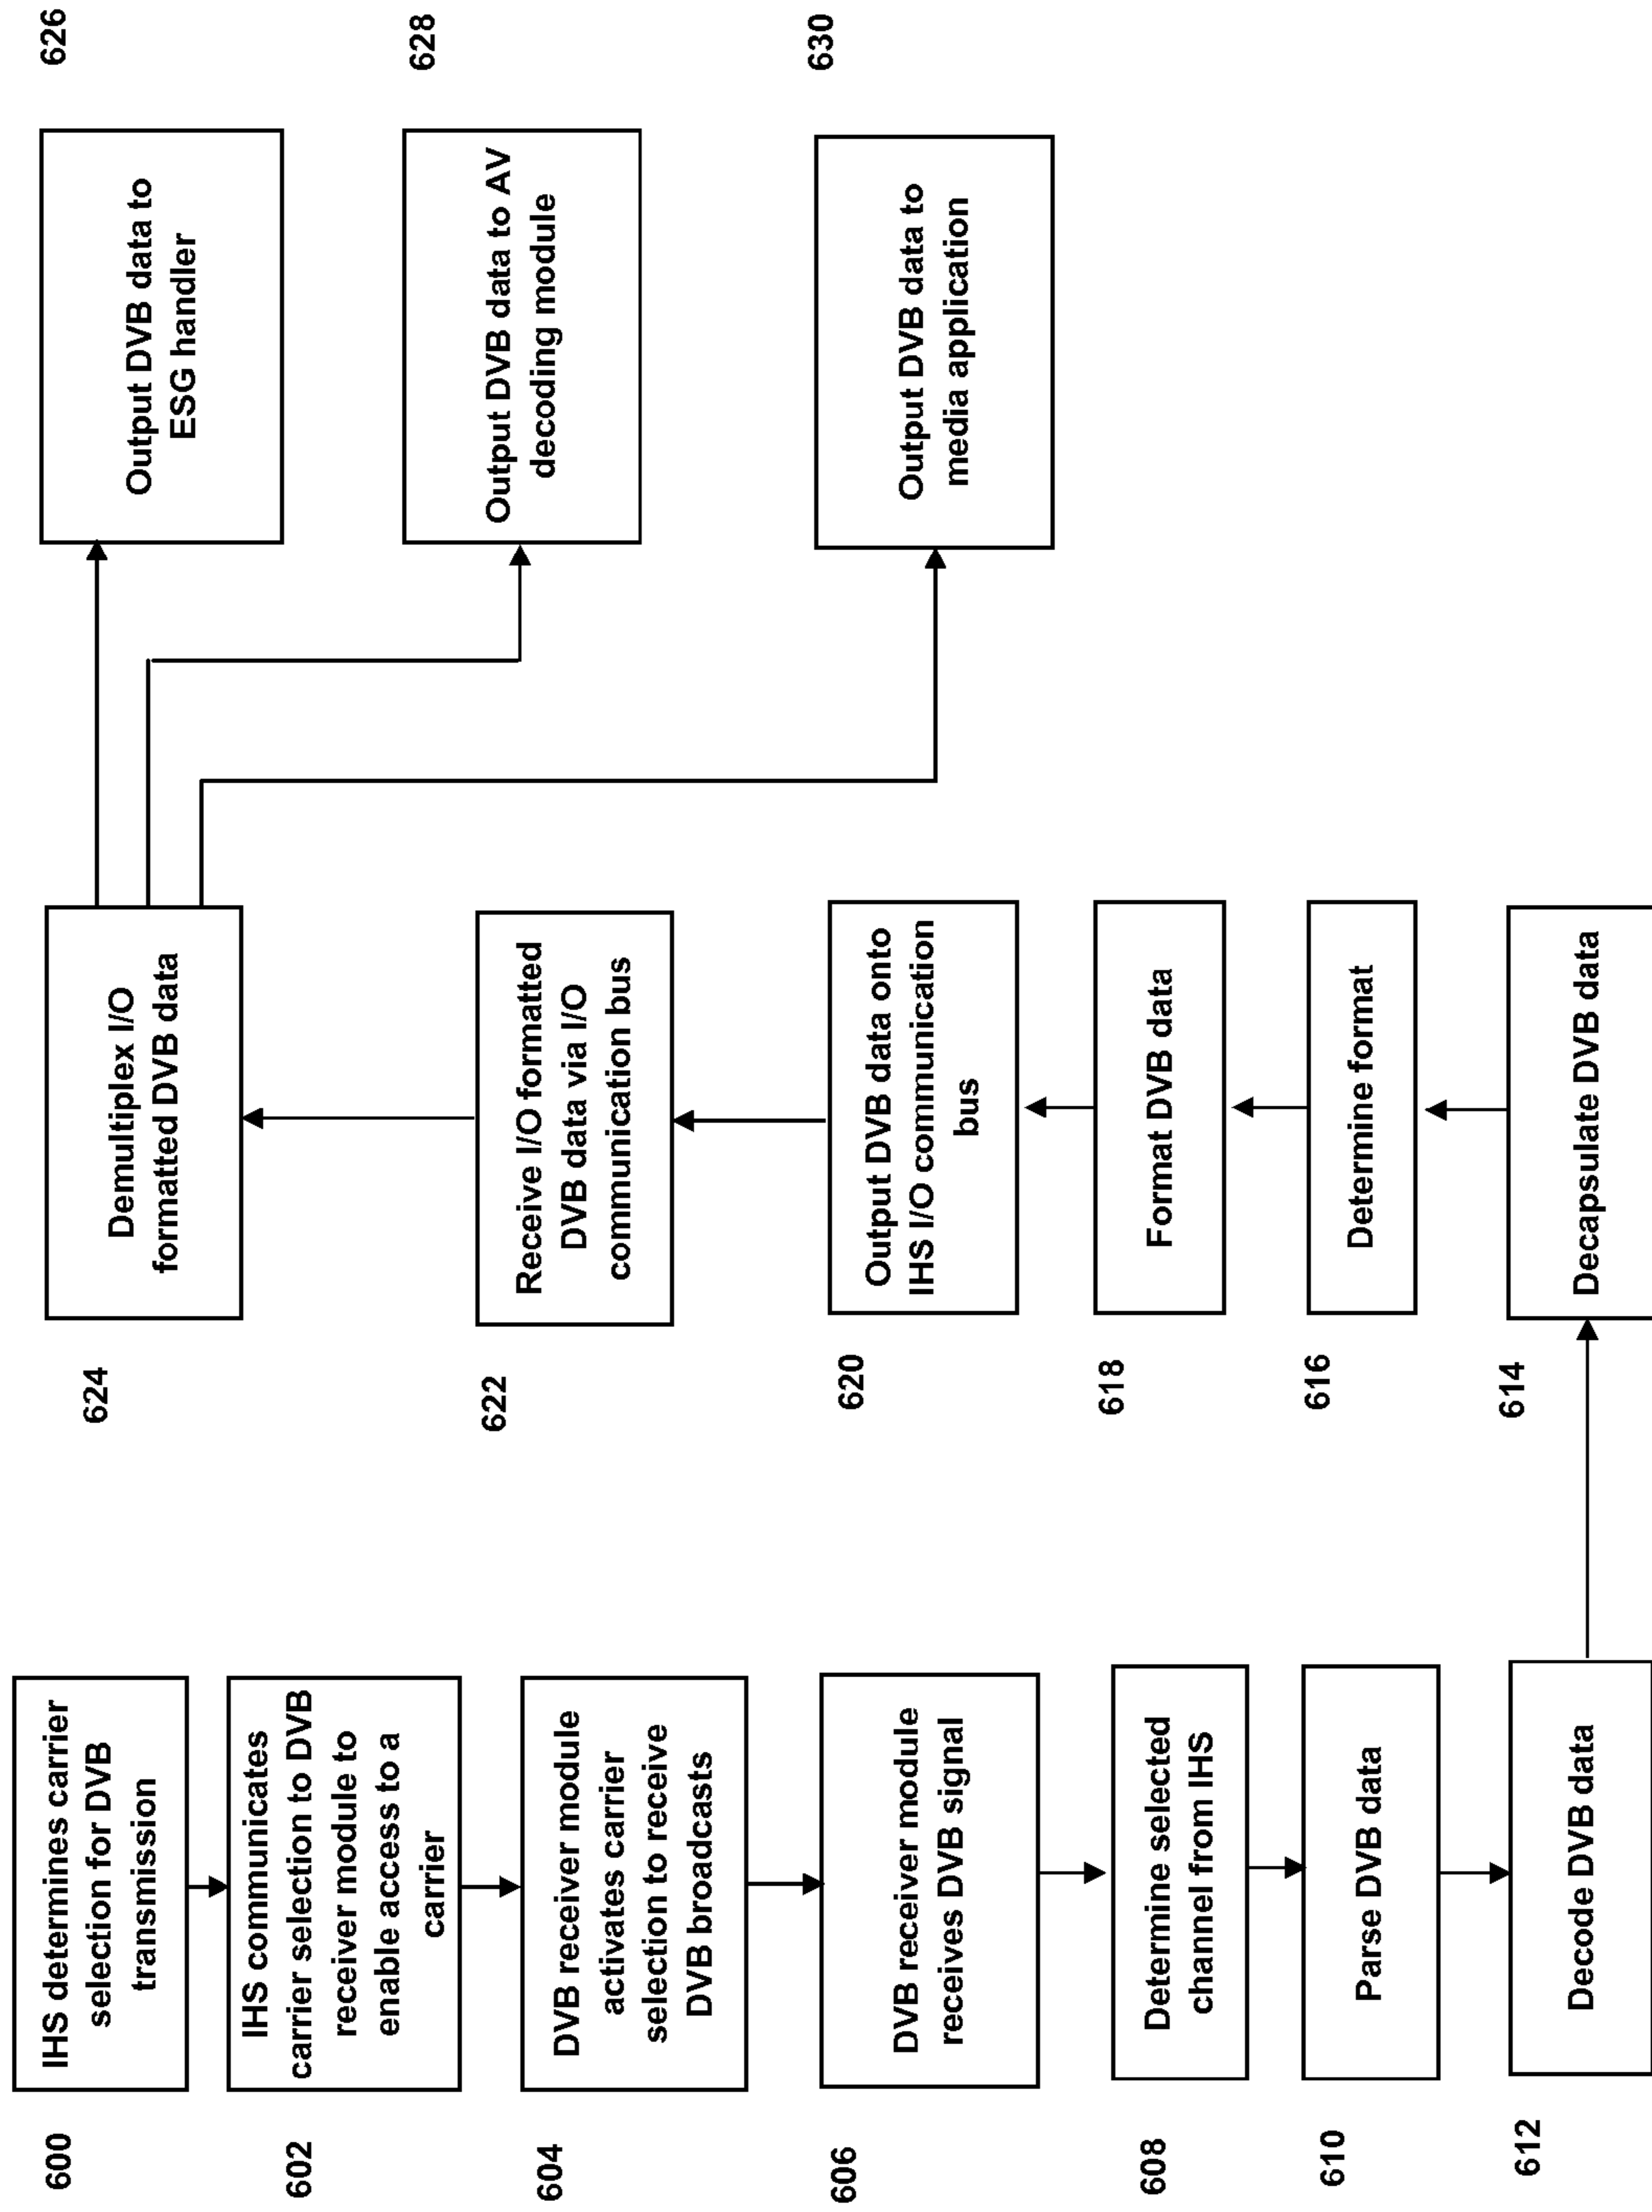 600
IHS determines carrier
selection for DVB
transmission
602
IHS communicates
carrier selection to DVB
receiver module to
enable access to a
carrier
604
DVB receiver module
activates carrier
selection to receive
DVB broadcasts
606
DVB receiver module
receives DVB signal
608
Determine selected
channel from IHS
610
Parse DVB data
612
Decode DVB data
614
Decapsulate DVB data
616
Determine format
618
Format DVB data
620
Output DVB data onto
IHS I/O communication
bus
622
Receive I/O formatted
DVB data via I/O
communication bus
624
Demultiplex I/O
formatted DVB data
626
Output DVB data to
ESG handler
628
Output DVB data to AV
decoding module
630
Output DVB data to
media application